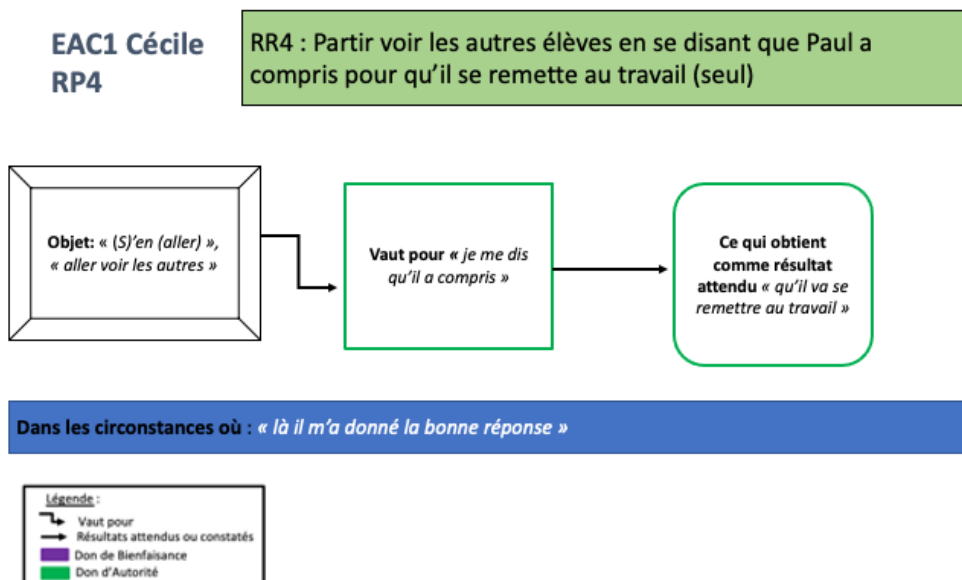 EAC1 Cécile
RP4
RR4 : Partir voir les autres élèves en se disant que Paul a
compris pour qu'il se remette au travail (seul)
Objet: « (S)'en (aller) »,
« aller voir les autres »
Vaut pour « je me dis
qu'il a compris »
Ce qui obtient
comme résultat
attendu « qu'il va se
remettre au travail »
Dans les circonstances où : « là il m'a donné la bonne réponse »
Légende :
Vaut pour
Résultats attendus ou constatés
Don de Bienfaisance
Don d'Autorité